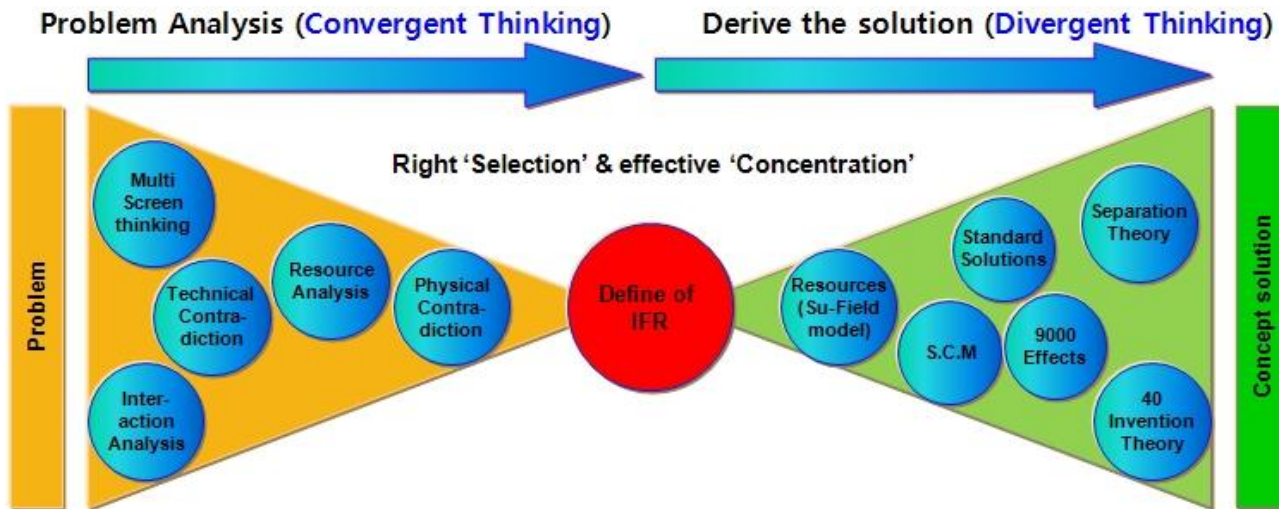 Problem Analysis (Convergent Thinking)
Derive the solution (Divergent Thinking)
Right ‘Selection’ & effective ‘Concentration’
Problem
Multi
Screen
thinking
Technical
Contra-
diction
Inter-
action
Analysis
Resource
Analysis
Physical
Contra-
diction
Define of
IFR
Resources
(Su-Field
model)
Standard
Solutions
S.C.M
9000
Effects
Separation
Theory
40
Invention
Theory
Concept solution